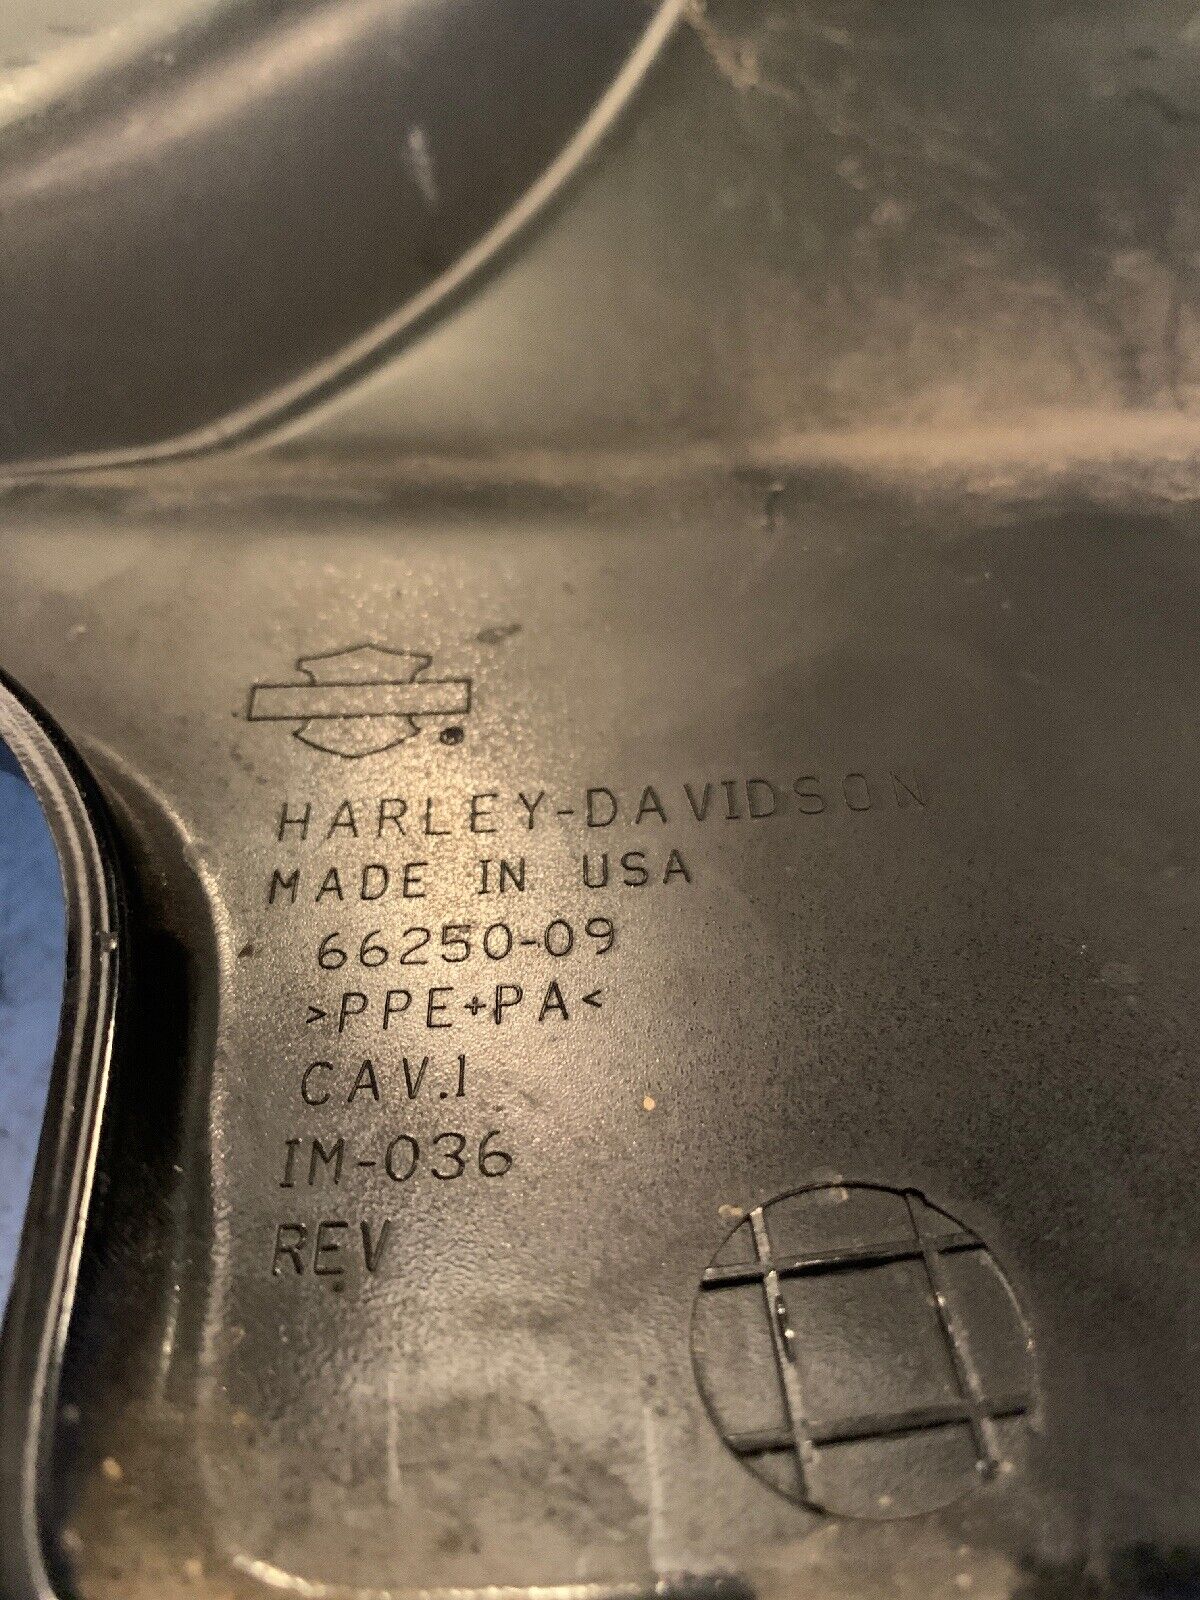 HARLEY-DAVIDSON
MADE IN USA
66250-09
>PPE+PA<
CAV.1
IM-036
REV